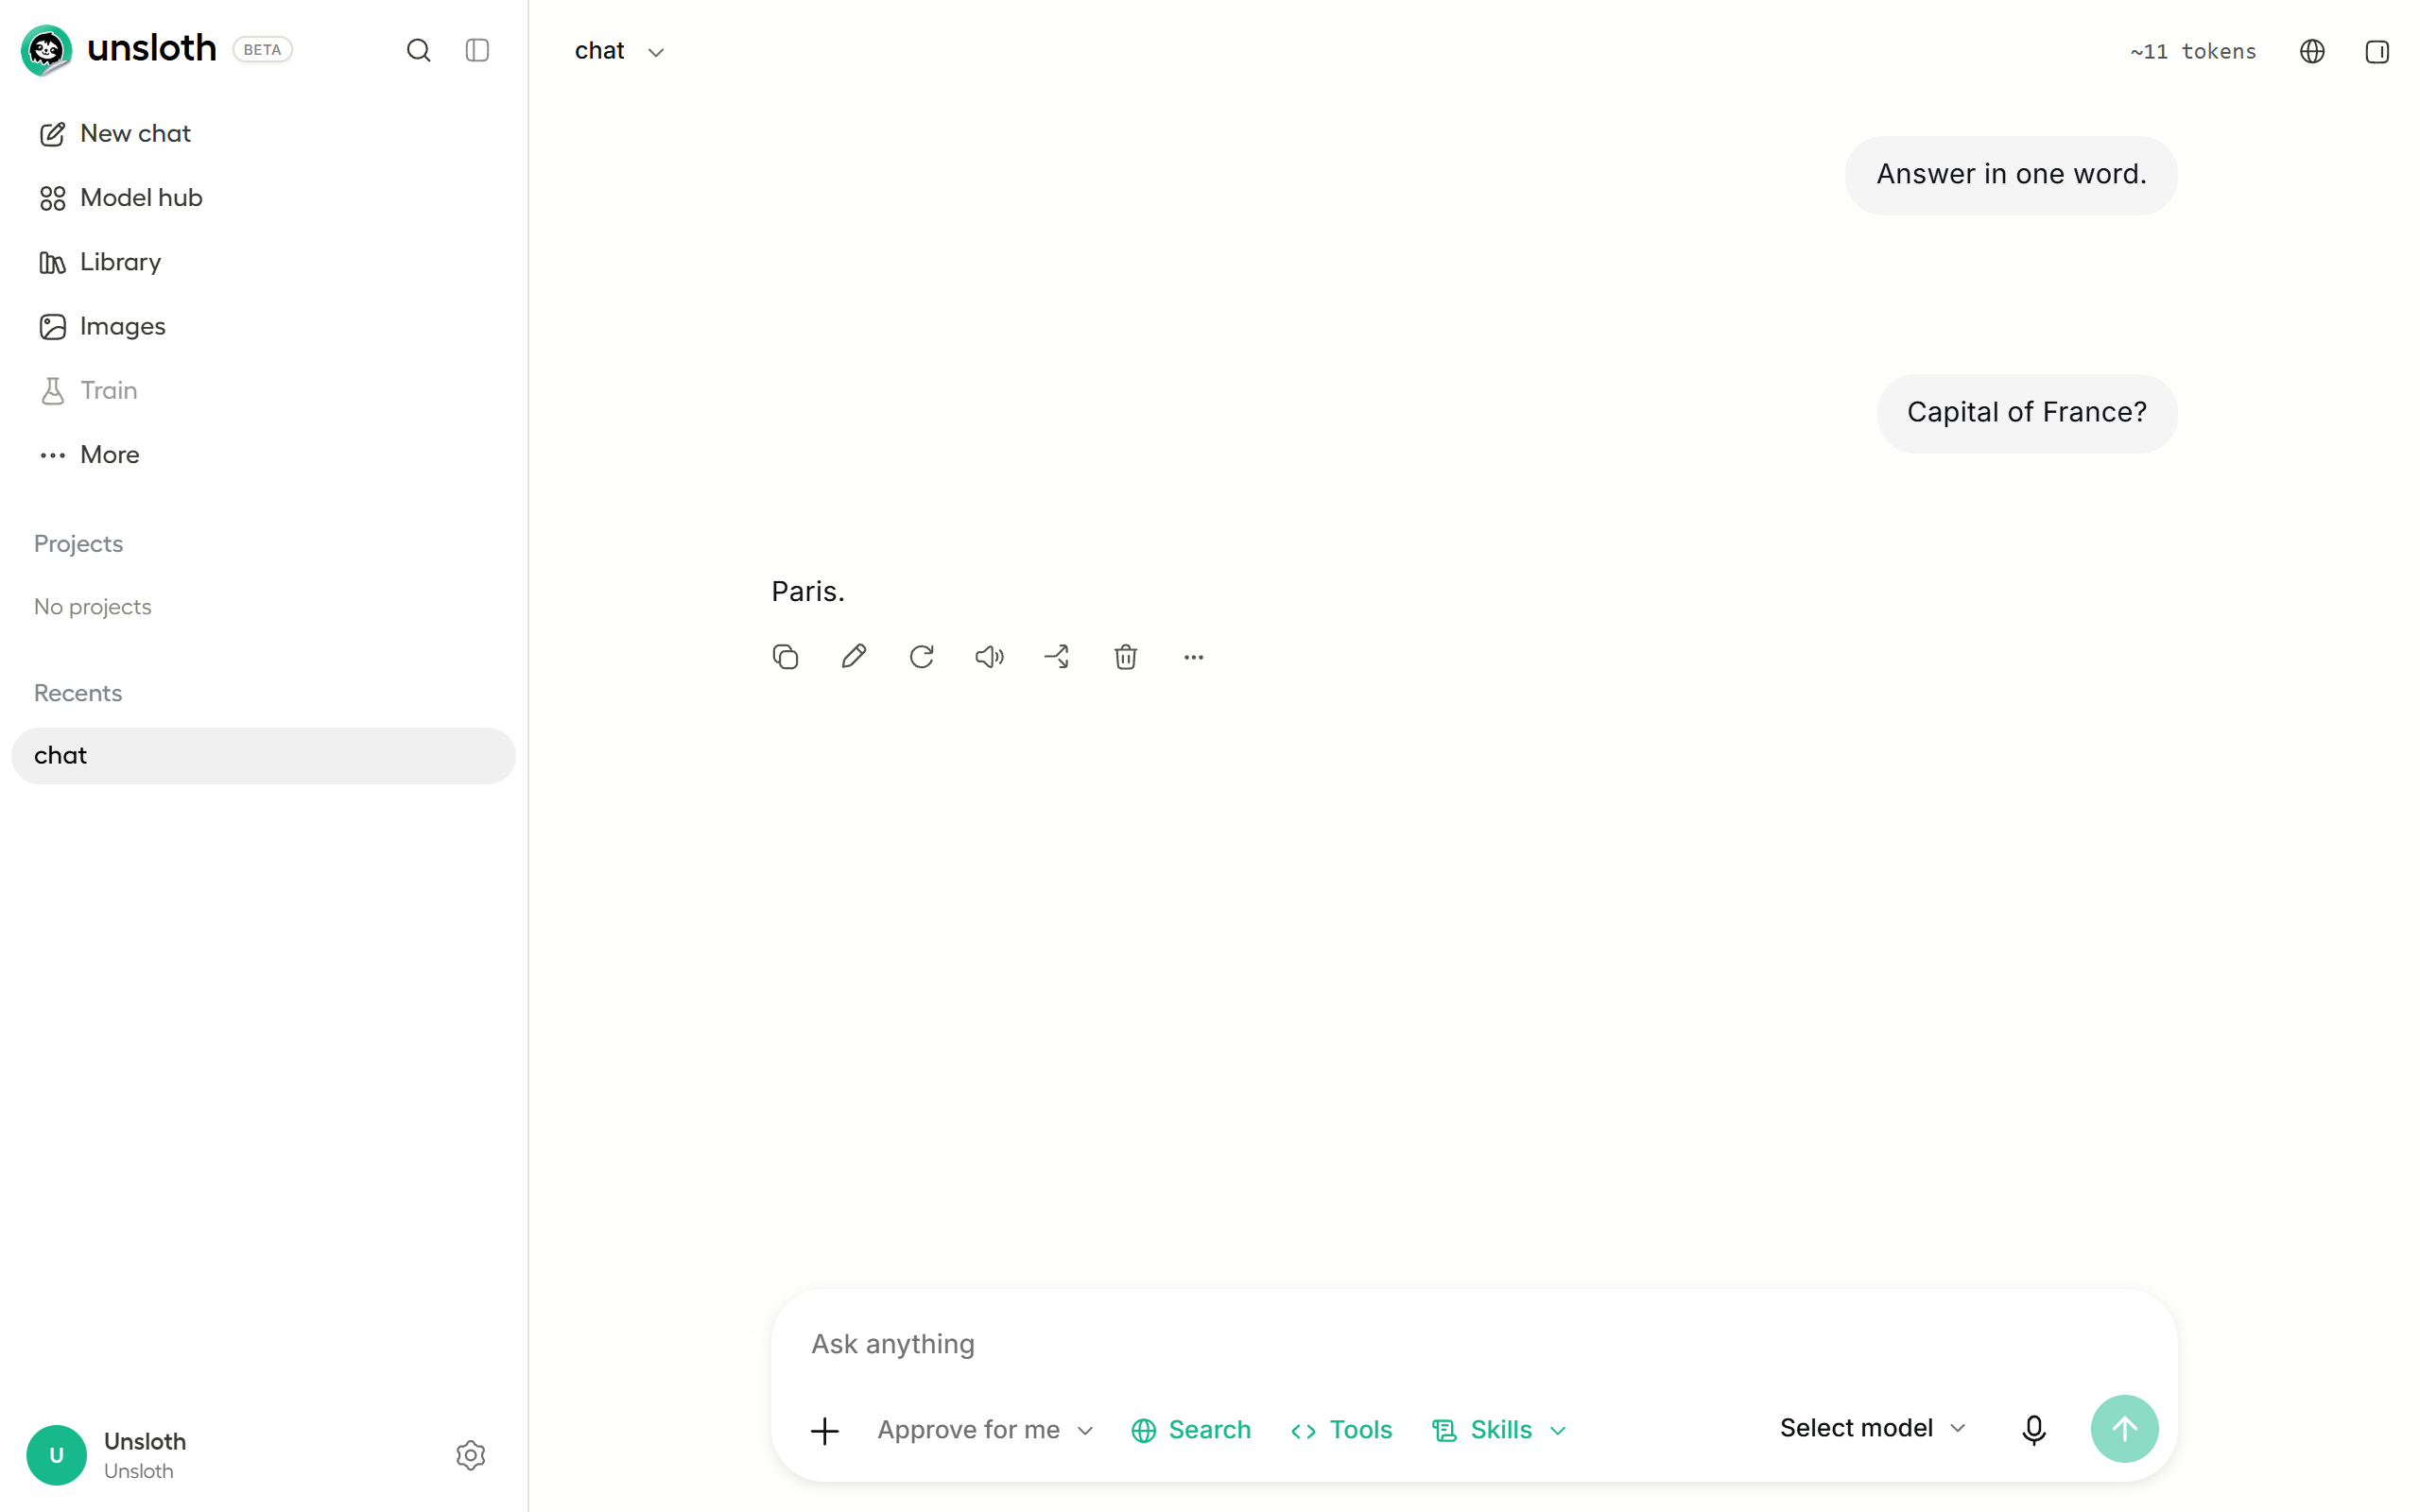 unsloth BETA
New chat
Model hub
Library
Images
Train
More
Projects
No projects
Recents
chat
U
Unsloth
Unsloth
chat
~11 tokens
Answer in one word.
Capital of France?
Paris.
Ask anything
Approve for me
Search
Tools
Skills
Select model